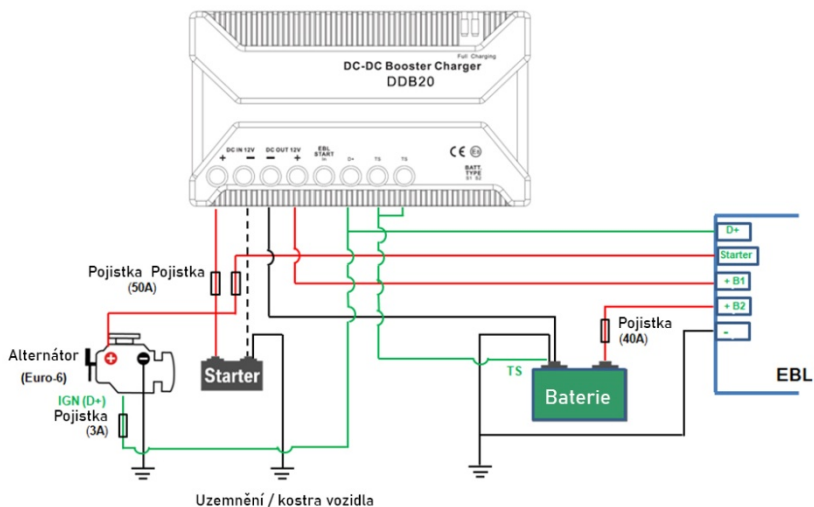 Full Charging
DC-DC Booster Charger
DDB20
DC IN 12V
DC OUT 12V
EBL
START
D+
TS
TS
+ − − +
CE
BATT.
TYPE
D+
Starter
+ B1
+ B2
-
EBL
Pojistka Pojistka
(50A)
Pojistka
(40A)
Alternátor
(Euro-6)
+ −
Starter
TS
Baterie
IGN (D+)
Pojistka
(3A)
Uzemnění / kostra vozidla